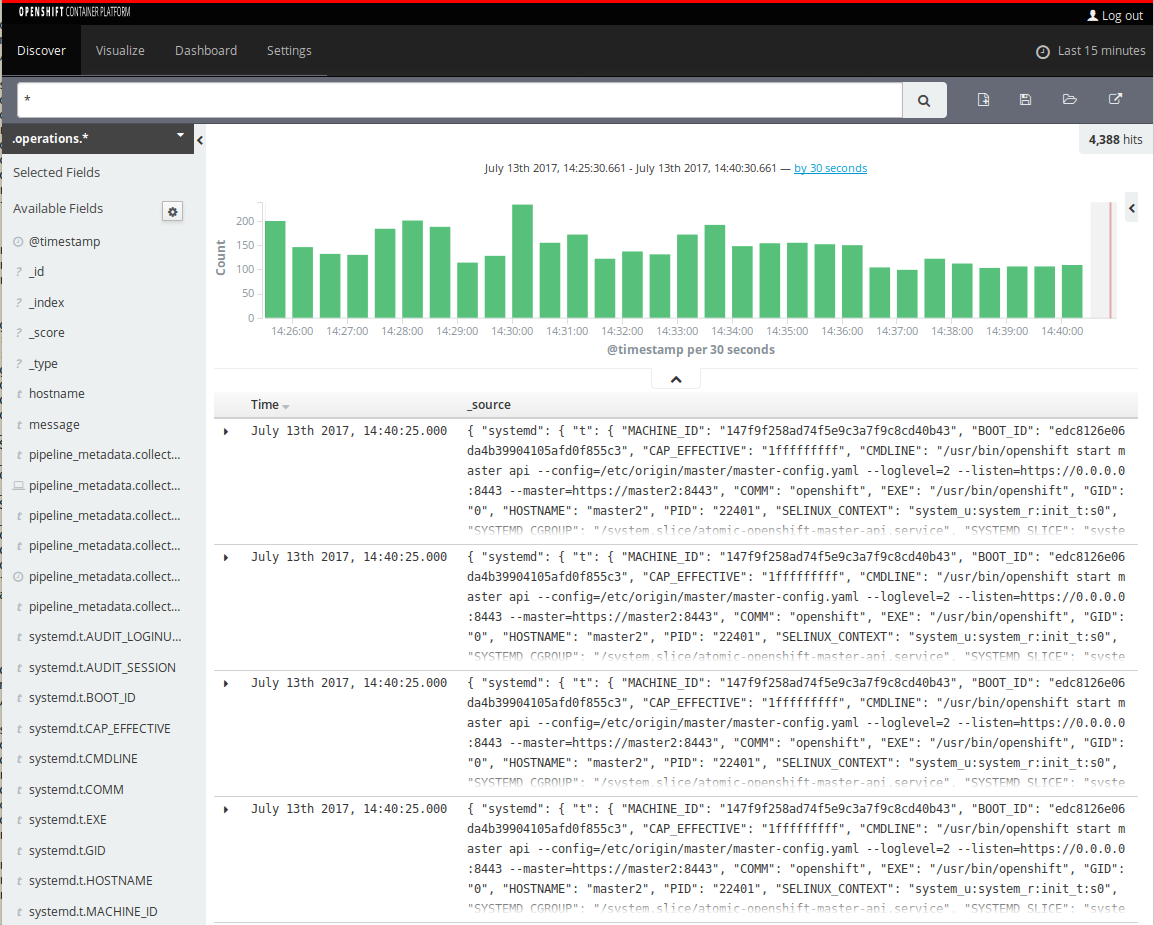 OPENSHIFT CONTAINER PLATFORM
Log out
Discover Visualize Dashboard Settings Last 15 minutes
*
.operations.*
4,388 hits
Selected Fields
Available Fields
@timestamp
? _id
? _index
? _score
? _type
t hostname
t message
t pipeline_metadata.collect...
pipeline_metadata.collect...
t pipeline_metadata.collect...
t pipeline_metadata.collect...
pipeline_metadata.collect...
t pipeline_metadata.collect...
t systemd.t.AUDIT_LOGINU...
t systemd.t.AUDIT_SESSION
t systemd.t.BOOT_ID
t systemd.t.CAP_EFFECTIVE
t systemd.t.CMDLINE
t systemd.t.COMM
t systemd.t.EXE
t systemd.t.GID
t systemd.t.HOSTNAME
t systemd.t.MACHINE_ID
July 13th 2017, 14:25:30.661 - July 13th 2017, 14:40:30.661 — by 30 seconds
Count
200
150
100
50
0
14:26:00 14:27:00 14:28:00 14:29:00 14:30:00 14:31:00 14:32:00 14:33:00 14:34:00 14:35:00 14:36:00 14:37:00 14:38:00 14:39:00 14:40:00
@timestamp per 30 seconds
Time _source
July 13th 2017, 14:40:25.000 { "systemd": { "t": { "MACHINE_ID": "147f9f258ad74f5e9c3a7f9c8cd40b43", "BOOT_ID": "edc8126e06
da4b39904105afd0f855c3", "CAP_EFFECTIVE": "1fffffffff", "CMDLINE": "/usr/bin/openshift start m
aster api --config=/etc/origin/master/master-config.yaml --loglevel=2 --listen=https://0.0.0.0
:8443 --master=https://master2:8443", "COMM": "openshift", "EXE": "/usr/bin/openshift", "GID":
"0", "HOSTNAME": "master2", "PID": "22401", "SELINUX_CONTEXT": "system_u:system_r:init_t:s0",
"SYSTEMD_CGROUP": "/system.slice/atomic-openshift-master-api.service", "SYSTEMD_SLICE": "syste
July 13th 2017, 14:40:25.000 { "systemd": { "t": { "MACHINE_ID": "147f9f258ad74f5e9c3a7f9c8cd40b43", "BOOT_ID": "edc8126e06
da4b39904105afd0f855c3", "CAP_EFFECTIVE": "1fffffffff", "CMDLINE": "/usr/bin/openshift start m
aster api --config=/etc/origin/master/master-config.yaml --loglevel=2 --listen=https://0.0.0.0
:8443 --master=https://master2:8443", "COMM": "openshift", "EXE": "/usr/bin/openshift", "GID":
"0", "HOSTNAME": "master2", "PID": "22401", "SELINUX_CONTEXT": "system_u:system_r:init_t:s0",
"SYSTEMD_CGROUP": "/system.slice/atomic-openshift-master-api.service", "SYSTEMD_SLICE": "syste
July 13th 2017, 14:40:25.000 { "systemd": { "t": { "MACHINE_ID": "147f9f258ad74f5e9c3a7f9c8cd40b43", "BOOT_ID": "edc8126e06
da4b39904105afd0f855c3", "CAP_EFFECTIVE": "1fffffffff", "CMDLINE": "/usr/bin/openshift start m
aster api --config=/etc/origin/master/master-config.yaml --loglevel=2 --listen=https://0.0.0.0
:8443 --master=https://master2:8443", "COMM": "openshift", "EXE": "/usr/bin/openshift", "GID":
"0", "HOSTNAME": "master2", "PID": "22401", "SELINUX_CONTEXT": "system_u:system_r:init_t:s0",
"SYSTEMD_CGROUP": "/system.slice/atomic-openshift-master-api.service", "SYSTEMD_SLICE": "syste
July 13th 2017, 14:40:25.000 { "systemd": { "t": { "MACHINE_ID": "147f9f258ad74f5e9c3a7f9c8cd40b43", "BOOT_ID": "edc8126e06
da4b39904105afd0f855c3", "CAP_EFFECTIVE": "1fffffffff", "CMDLINE": "/usr/bin/openshift start m
aster api --config=/etc/origin/master/master-config.yaml --loglevel=2 --listen=https://0.0.0.0
:8443 --master=https://master2:8443", "COMM": "openshift", "EXE": "/usr/bin/openshift", "GID":
"0", "HOSTNAME": "master2", "PID": "22401", "SELINUX_CONTEXT": "system_u:system_r:init_t:s0",
"SYSTEMD_CGROUP": "/system.slice/atomic-openshift-master-api.service", "SYSTEMD_SLICE": "syste